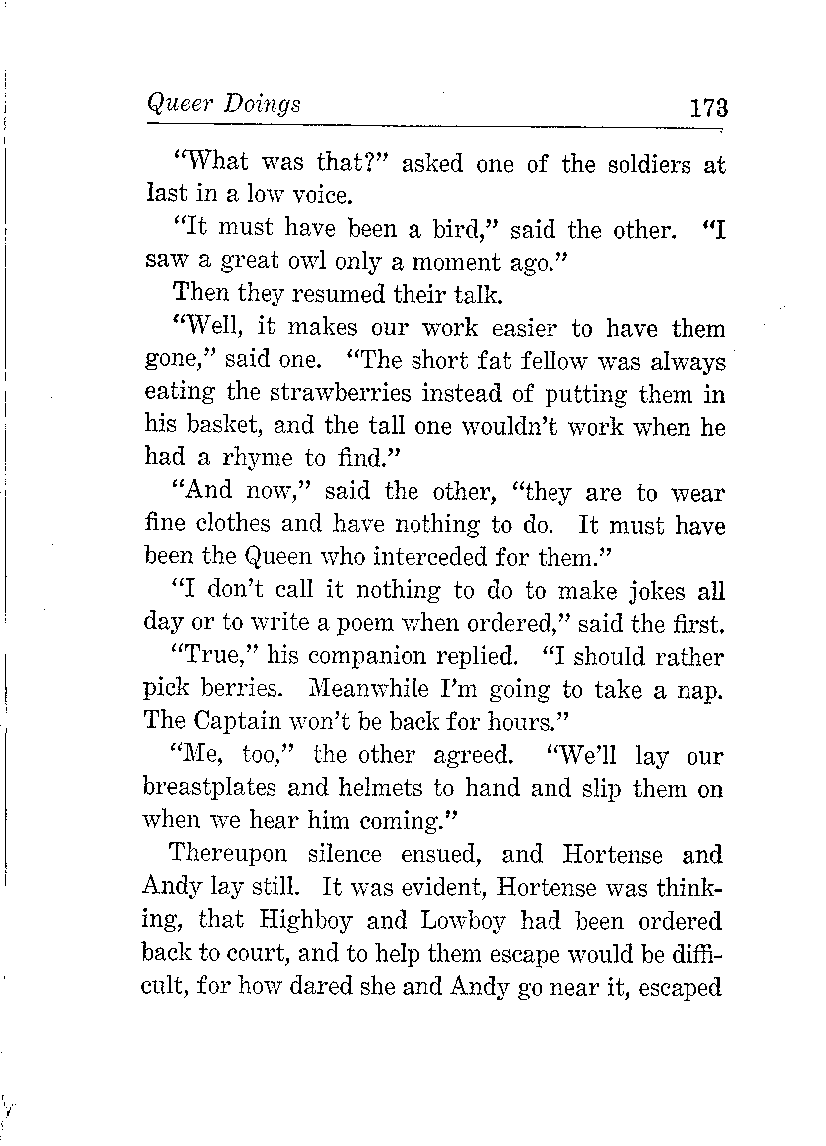 Queer Doings 173
“What was that?” asked one of the soldiers at
last in a low voice.
“It must have been a bird,” said the other. “I
saw a great owl only a moment ago.”
Then they resumed their talk.
“Well, it makes our work easier to have them
gone,” said one. “The short fat fellow was always
eating the strawberries instead of putting them in
his basket, and the tall one wouldn’t work when he
had a rhyme to find.”
“And now,” said the other, “they are to wear
fine clothes and have nothing to do. It must have
been the Queen who interceded for them.”
“I don’t call it nothing to do to make jokes all
day or to write a poem when ordered,” said the first.
“True,” his companion replied. “I should rather
pick berries. Meanwhile I’m going to take a nap.
The Captain won’t be back for hours.”
“Me, too,” the other agreed. “We’ll lay our
breastplates and helmets to hand and slip them on
when we hear him coming.”
Thereupon silence ensued, and Hortense and
Andy lay still. It was evident, Hortense was think-
ing, that Highboy and Lowboy had been ordered
back to court, and to help them escape would be diffi-
cult, for how dared she and Andy go near it, escaped